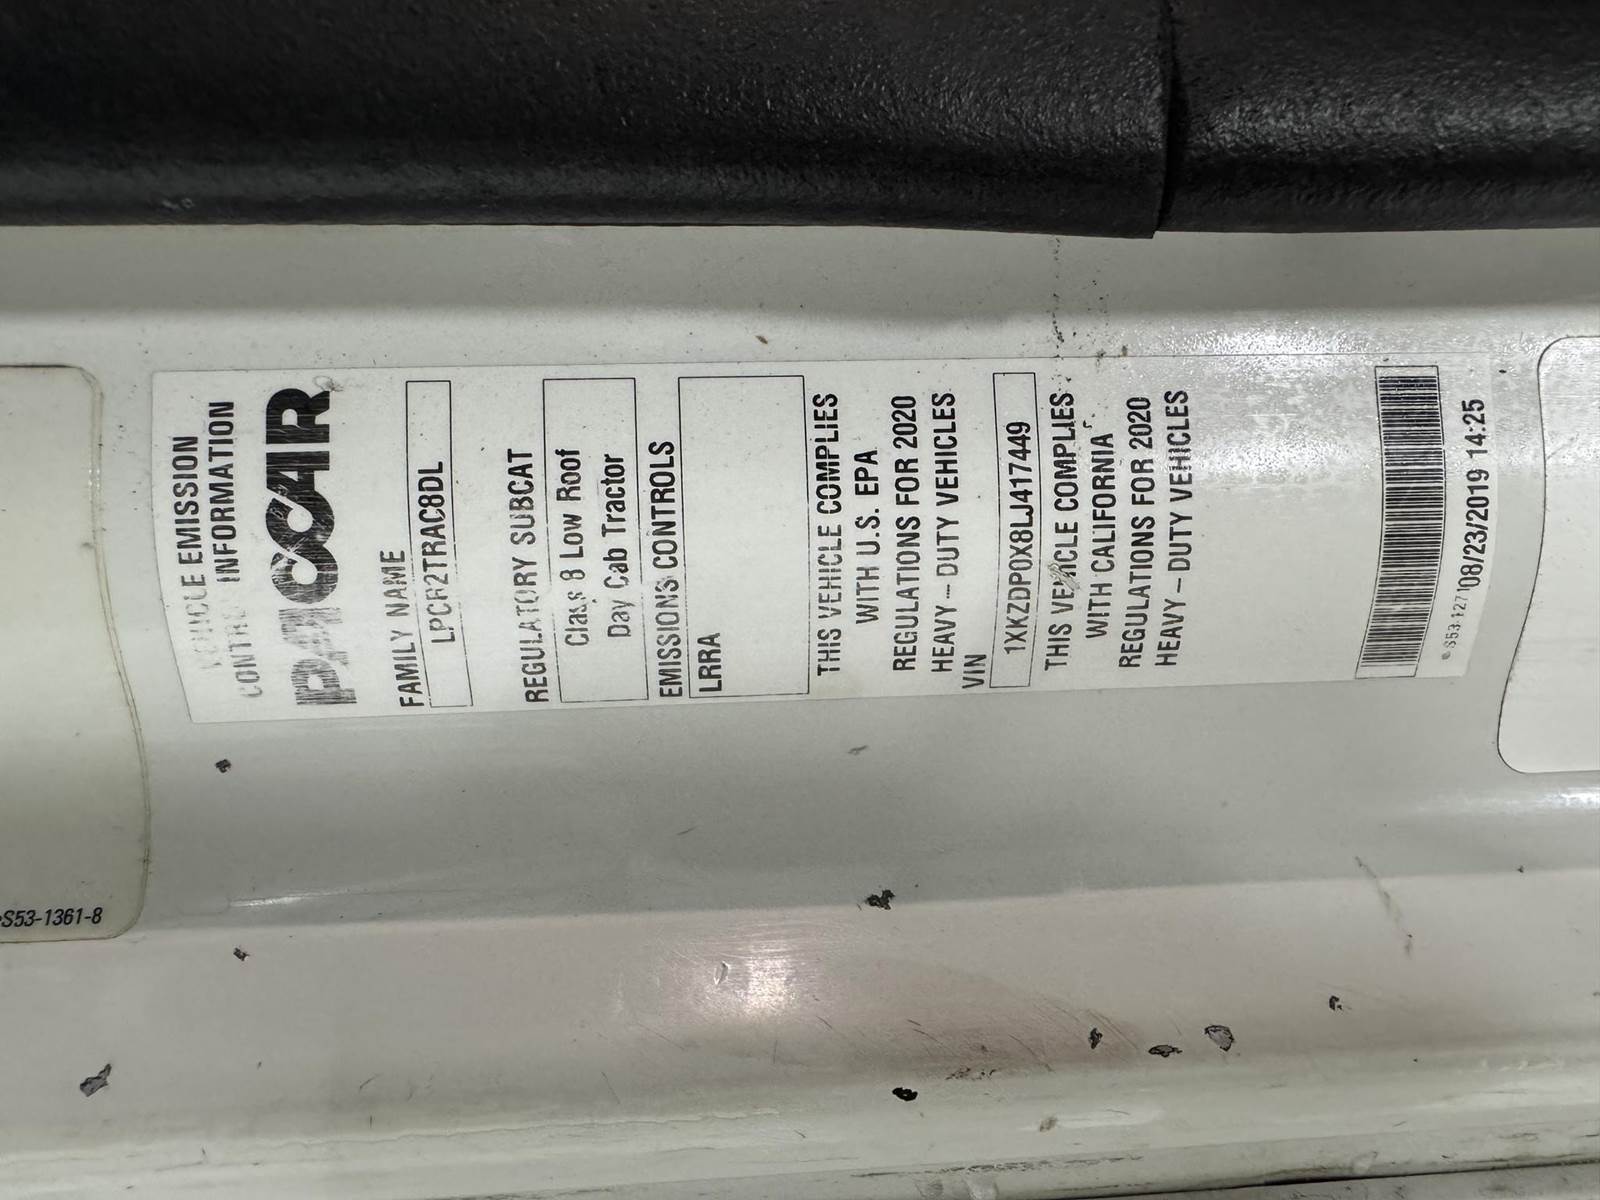 VEHICLE EMISSION
CONTROL INFORMATION
PACCAR
FAMILY NAME
LPCR2TRAC8DL
REGULATORY SUBCAT
Class 8 Low Roof
Day Cab Tractor
EMISSIONS CONTROLS
LRRA
THIS VEHICLE COMPLIES
WITH U.S. EPA
REGULATIONS FOR 2020
HEAVY-DUTY VEHICLES
VIN
1XKZDP0X8LJ417449
THIS VEHICLE COMPLIES
WITH CALIFORNIA
REGULATIONS FOR 2020
HEAVY-DUTY VEHICLES
S53-1271 08/23/2019 14:25
S53-1361-8